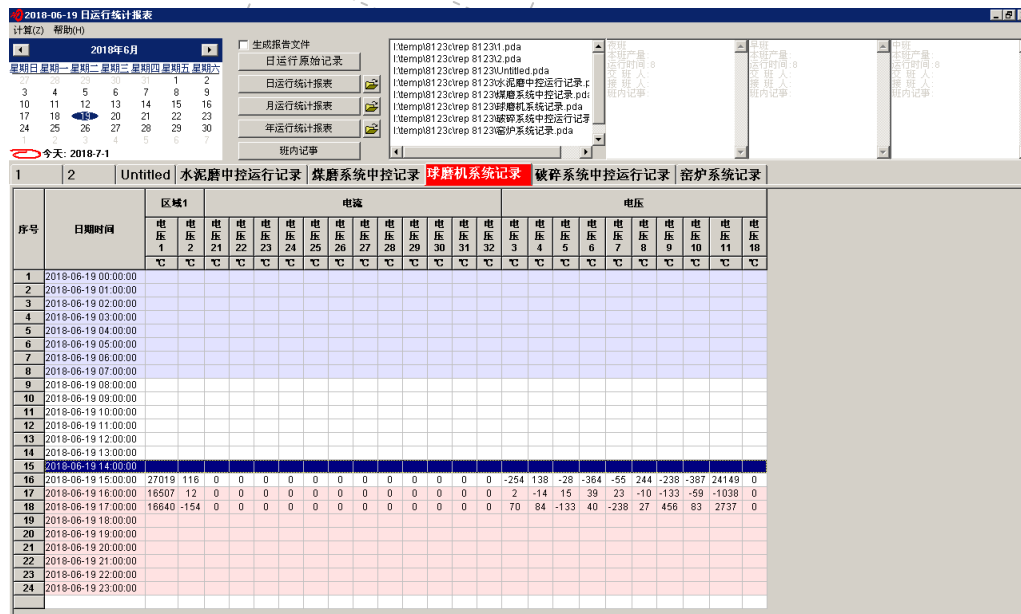 2018-06-19 日运行统计报表
计算(Z) 帮助(H)
2018年6月
星期日 星期一 星期二 星期三 星期四 星期五 星期六
27 28 29 30 31 1 2
3 4 5 6 7 8 9
10 11 12 13 14 15 16
17 18 19 20 21 22 23
24 25 26 27 28 29 30
1 2 3 4 5 6 7
今天: 2018-7-1
生成报告文件
日运行原始记录
日运行统计报表
月运行统计报表
年运行统计报表
班内记事
I:\temp\8123c\rep 8123\1.pda
I:\temp\8123c\rep 8123\2.pda
I:\temp\8123c\rep 8123\Untitled.pda
I:\temp\8123c\rep 8123\水泥磨中控运行记录.p
I:\temp\8123c\rep 8123\煤磨系统中控记录.pda
I:\temp\8123c\rep 8123\球磨机系统记录.pda
I:\temp\8123c\rep 8123\破碎系统中控运行记录
I:\temp\8123c\rep 8123\窑炉系统记录.pda
夜班
本班产量
运行时间:8
交 班 人
接 班 人
班内记事
早班
本班产量
运行时间:8
交 班 人
接 班 人
班内记事
中班
本班产量
运行时间:8
交 班 人
接 班 人
班内记事
1 2 Untitled 水泥磨中控运行记录 煤磨系统中控记录 球磨机系统记录 破碎系统中控运行记录 窑炉系统记录
序号 日期时间 区域1 电流 电压
电压1 电压2 电压21 电压22 电压23 电压24 电压25 电压26 电压27 电压28 电压29 电压30 电压31 电压32 电压3 电压4 电压5 电压6 电压7 电压8 电压9 电压10 电压11 电压18
℃ ℃ ℃ ℃ ℃ ℃ ℃ ℃ ℃ ℃ ℃ ℃ ℃ ℃ ℃ ℃ ℃ ℃ ℃ ℃ ℃ ℃ ℃ ℃
1 2018-06-19 00:00:00
2 2018-06-19 01:00:00
3 2018-06-19 02:00:00
4 2018-06-19 03:00:00
5 2018-06-19 04:00:00
6 2018-06-19 05:00:00
7 2018-06-19 06:00:00
8 2018-06-19 07:00:00
9 2018-06-19 08:00:00
10 2018-06-19 09:00:00
11 2018-06-19 10:00:00
12 2018-06-19 11:00:00
13 2018-06-19 12:00:00
14 2018-06-19 13:00:00
15 2018-06-19 14:00:00
16 2018-06-19 15:00:00 27019 116 0 0 0 0 0 0 0 0 0 0 0 0 -254 138 -28 -364 -55 244 -238 -387 24149 0
17 2018-06-19 16:00:00 16507 12 0 0 0 0 0 0 0 0 0 0 0 0 2 -14 15 39 23 -10 -133 -59 -1038 0
18 2018-06-19 17:00:00 16640 -154 0 0 0 0 0 0 0 0 0 0 0 0 70 84 -133 40 -238 27 456 83 2737 0
19 2018-06-19 18:00:00
20 2018-06-19 19:00:00
21 2018-06-19 20:00:00
22 2018-06-19 21:00:00
23 2018-06-19 22:00:00
24 2018-06-19 23:00:00